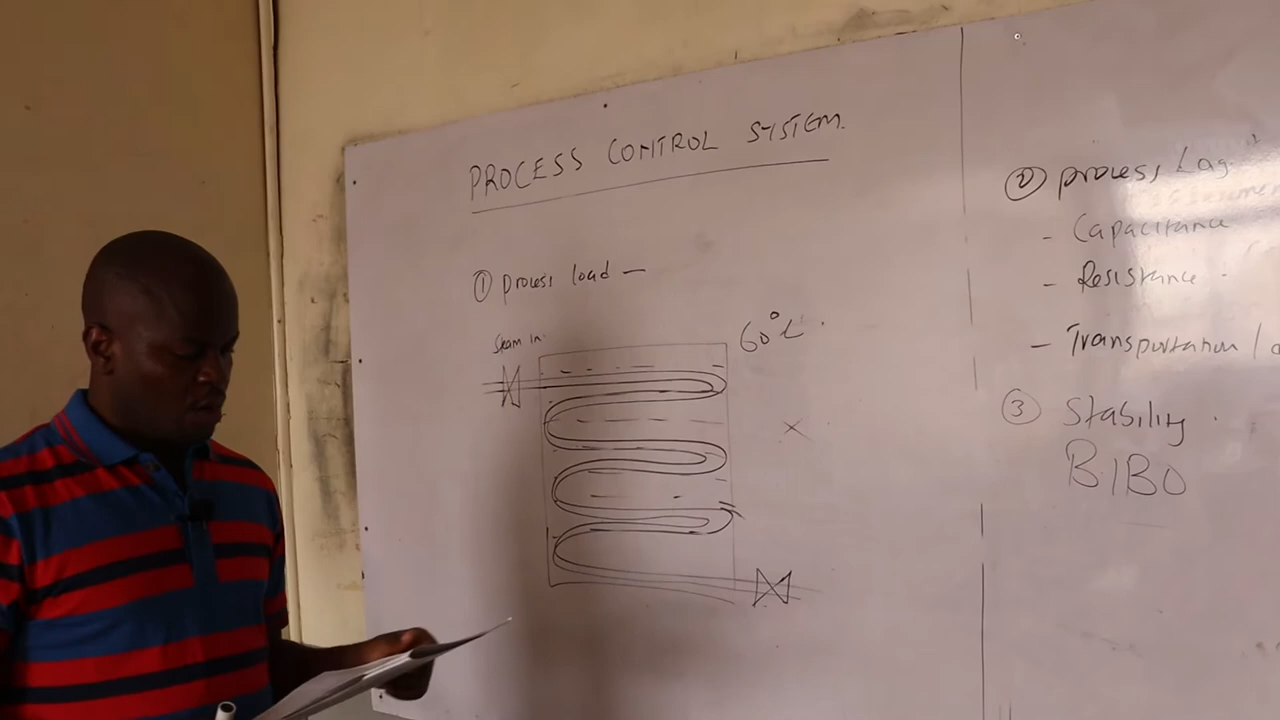 PROCESS CONTROL SYSTEM.
① process load —
Steam in
60°C.
② process Lag
- Capacitance
- Resistance.
- Transportation
③ Stability.
BIBO